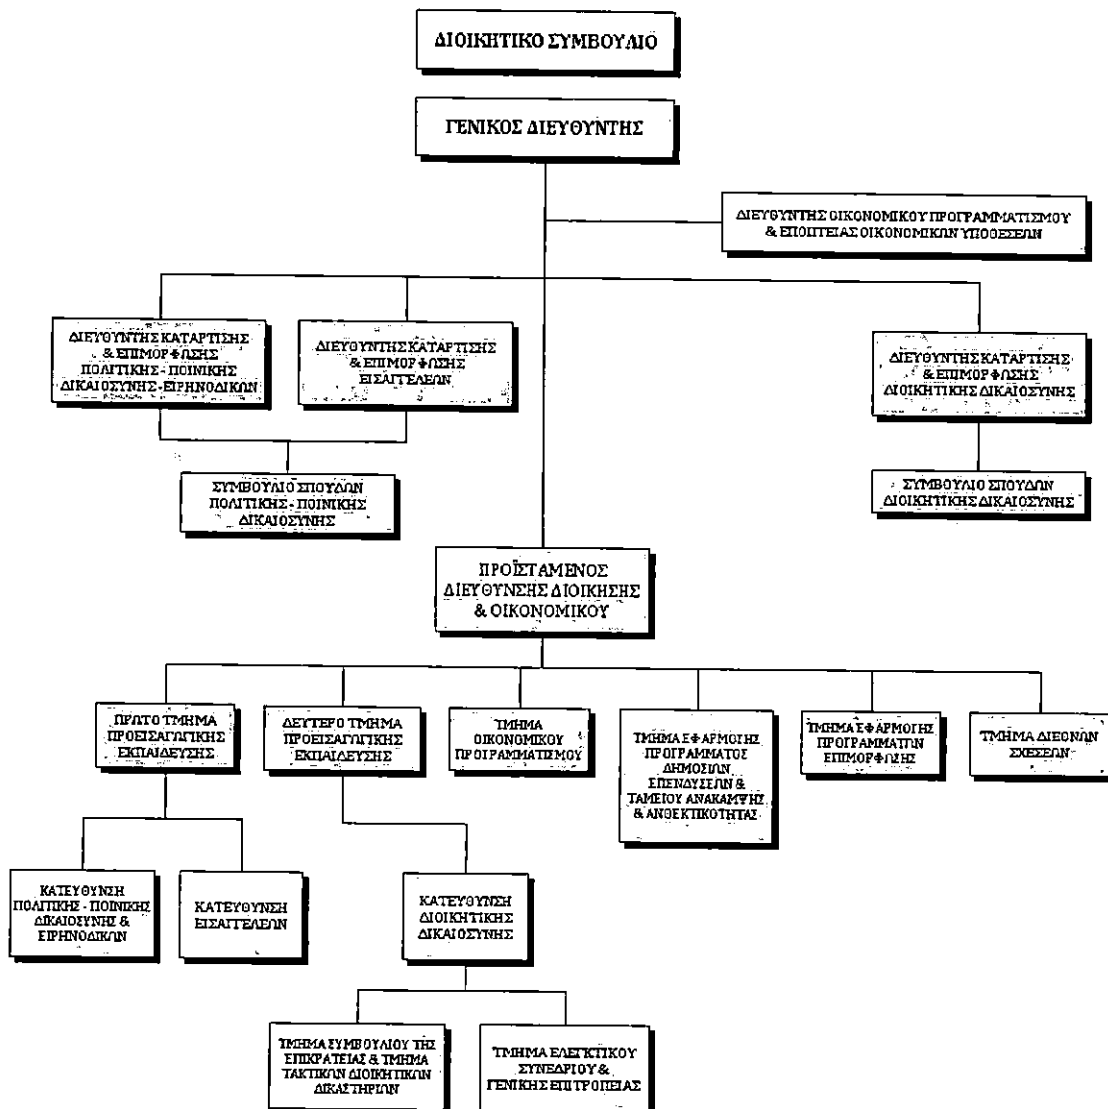 ΔΙΟΙΚΗΤΙΚΟ ΣΥΜΒΟΥΛΙΟ
ΓΕΝΙΚΟΣ ΔΙΕΥΘΥΝΤΗΣ
ΔΙΕΥΘΥΝΤΗΣ ΟΙΚΟΝΟΜΙΚΟΥ ΠΡΟΓΡΑΜΜΑΤΙΣΜΟΥ
& ΕΠΟΠΤΕΙΑΣ ΟΙΚΟΝΟΜΙΚΩΝ ΥΠΟΘΕΣΕΩΝ
ΔΙΕΥΘΥΝΤΗΣ ΚΑΤΑΡΤΙΣΗΣ
& ΕΠΙΜΟΡΦΩΣΗΣ
ΠΟΛΙΤΙΚΗΣ - ΠΟΙΝΙΚΗΣ
ΔΙΚΑΙΟΣΥΝΗΣ - ΕΙΡΗΝΟΔΙΚΩΝ
ΔΙΕΥΘΥΝΤΗΣ ΚΑΤΑΡΤΙΣΗΣ
& ΕΠΙΜΟΡΦΩΣΗΣ
ΕΙΣΑΓΓΕΛΕΩΝ
ΔΙΕΥΘΥΝΤΗΣ ΚΑΤΑΡΤΙΣΗΣ
& ΕΠΙΜΟΡΦΩΣΗΣ
ΔΙΟΙΚΗΤΙΚΗΣ ΔΙΚΑΙΟΣΥΝΗΣ
ΣΥΜΒΟΥΛΙΟ ΣΠΟΥΔΩΝ
ΠΟΛΙΤΙΚΗΣ - ΠΟΙΝΙΚΗΣ
ΔΙΚΑΙΟΣΥΝΗΣ
ΣΥΜΒΟΥΛΙΟ ΣΠΟΥΔΩΝ
ΔΙΟΙΚΗΤΙΚΗΣ ΔΙΚΑΙΟΣΥΝΗΣ
ΠΡΟΪΣΤΑΜΕΝΟΣ
ΔΙΕΥΘΥΝΣΗΣ ΔΙΟΙΚΗΣΗΣ
& ΟΙΚΟΝΟΜΙΚΟΥ
ΠΡΩΤΟ ΤΜΗΜΑ
ΠΡΟΕΙΣΑΓΩΓΙΚΗΣ
ΕΚΠΑΙΔΕΥΣΗΣ
ΔΕΥΤΕΡΟ ΤΜΗΜΑ
ΠΡΟΕΙΣΑΓΩΓΙΚΗΣ
ΕΚΠΑΙΔΕΥΣΗΣ
ΤΜΗΜΑ
ΟΙΚΟΝΟΜΙΚΟΥ
ΠΡΟΓΡΑΜΜΑΤΙΣΜΟΥ
ΤΜΗΜΑ ΕΦΑΡΜΟΓΗΣ
ΠΡΟΓΡΑΜΜΑΤΟΣ
ΔΗΜΟΣΙΩΝ
ΕΠΕΝΔΥΣΕΩΝ &
ΤΑΜΕΙΟΥ ΑΝΑΚΑΜΨΗΣ
& ΑΝΘΕΚΤΙΚΟΤΗΤΑΣ
ΤΜΗΜΑ ΕΦΑΡΜΟΓΗΣ
ΠΡΟΓΡΑΜΜΑΤΩΝ
ΕΠΙΜΟΡΦΩΣΗΣ
ΤΜΗΜΑ ΔΙΕΘΝΩΝ
ΣΧΕΣΕΩΝ
ΚΑΤΕΥΘΥΝΣΗ
ΠΟΛΙΤΙΚΗΣ - ΠΟΙΝΙΚΗΣ
ΔΙΚΑΙΟΣΥΝΗΣ &
ΕΙΡΗΝΟΔΙΚΩΝ
ΚΑΤΕΥΘΥΝΣΗ
ΕΙΣΑΓΓΕΛΕΩΝ
ΚΑΤΕΥΘΥΝΣΗ
ΔΙΟΙΚΗΤΙΚΗΣ
ΔΙΚΑΙΟΣΥΝΗΣ
ΤΜΗΜΑ ΣΥΜΒΟΥΛΙΟΥ ΤΗΣ
ΕΠΙΚΡΑΤΕΙΑΣ & ΤΜΗΜΑ
ΤΑΚΤΙΚΩΝ ΔΙΟΙΚΗΤΙΚΩΝ
ΔΙΚΑΣΤΗΡΙΩΝ
ΤΜΗΜΑ ΕΛΕΓΚΤΙΚΟΥ
ΣΥΝΕΔΡΙΟΥ &
ΓΕΝΙΚΗΣ ΕΠΙΤΡΟΠΕΙΑΣ